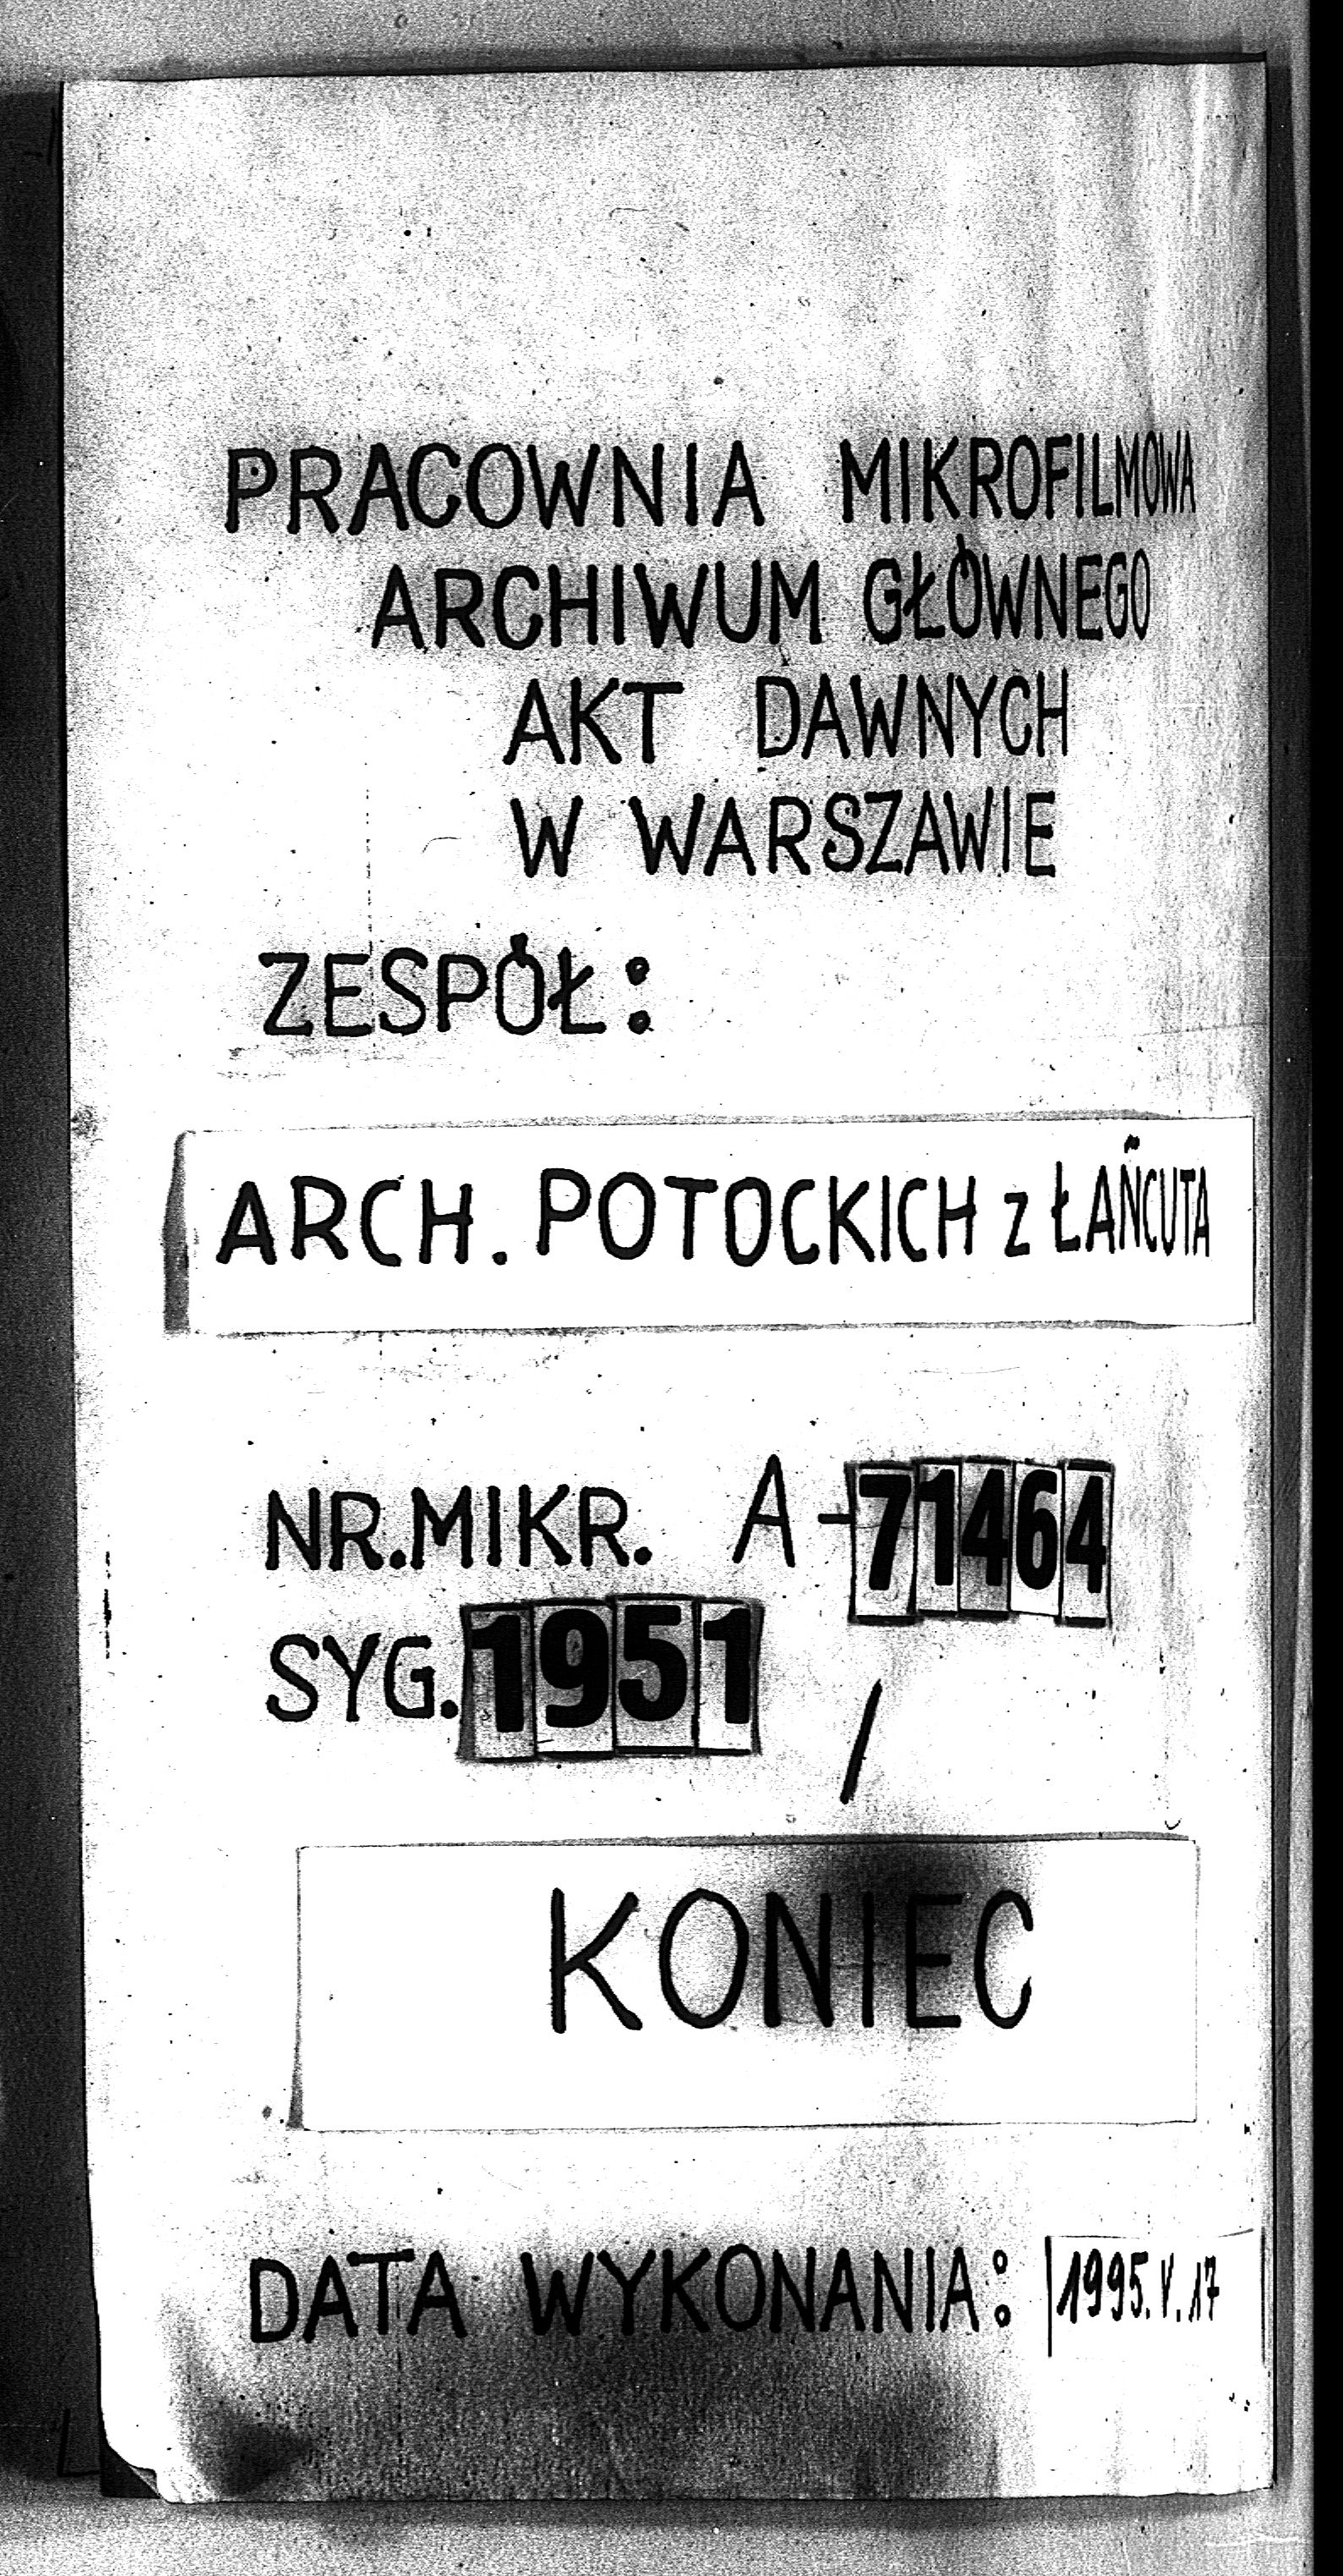 PRACOWNIA MIKROFILMOWA
ARCHIWUM GŁÓWNEGO
AKT DAWNYCH
W WARSZAWIE
ZESPÓŁ:
ARCH. POTOCKICH z ŁAŃCUTA
NR.MIKR. A-71464
SYG. 1951 /
KONIEC
DATA WYKONANIA: 1995.V.17